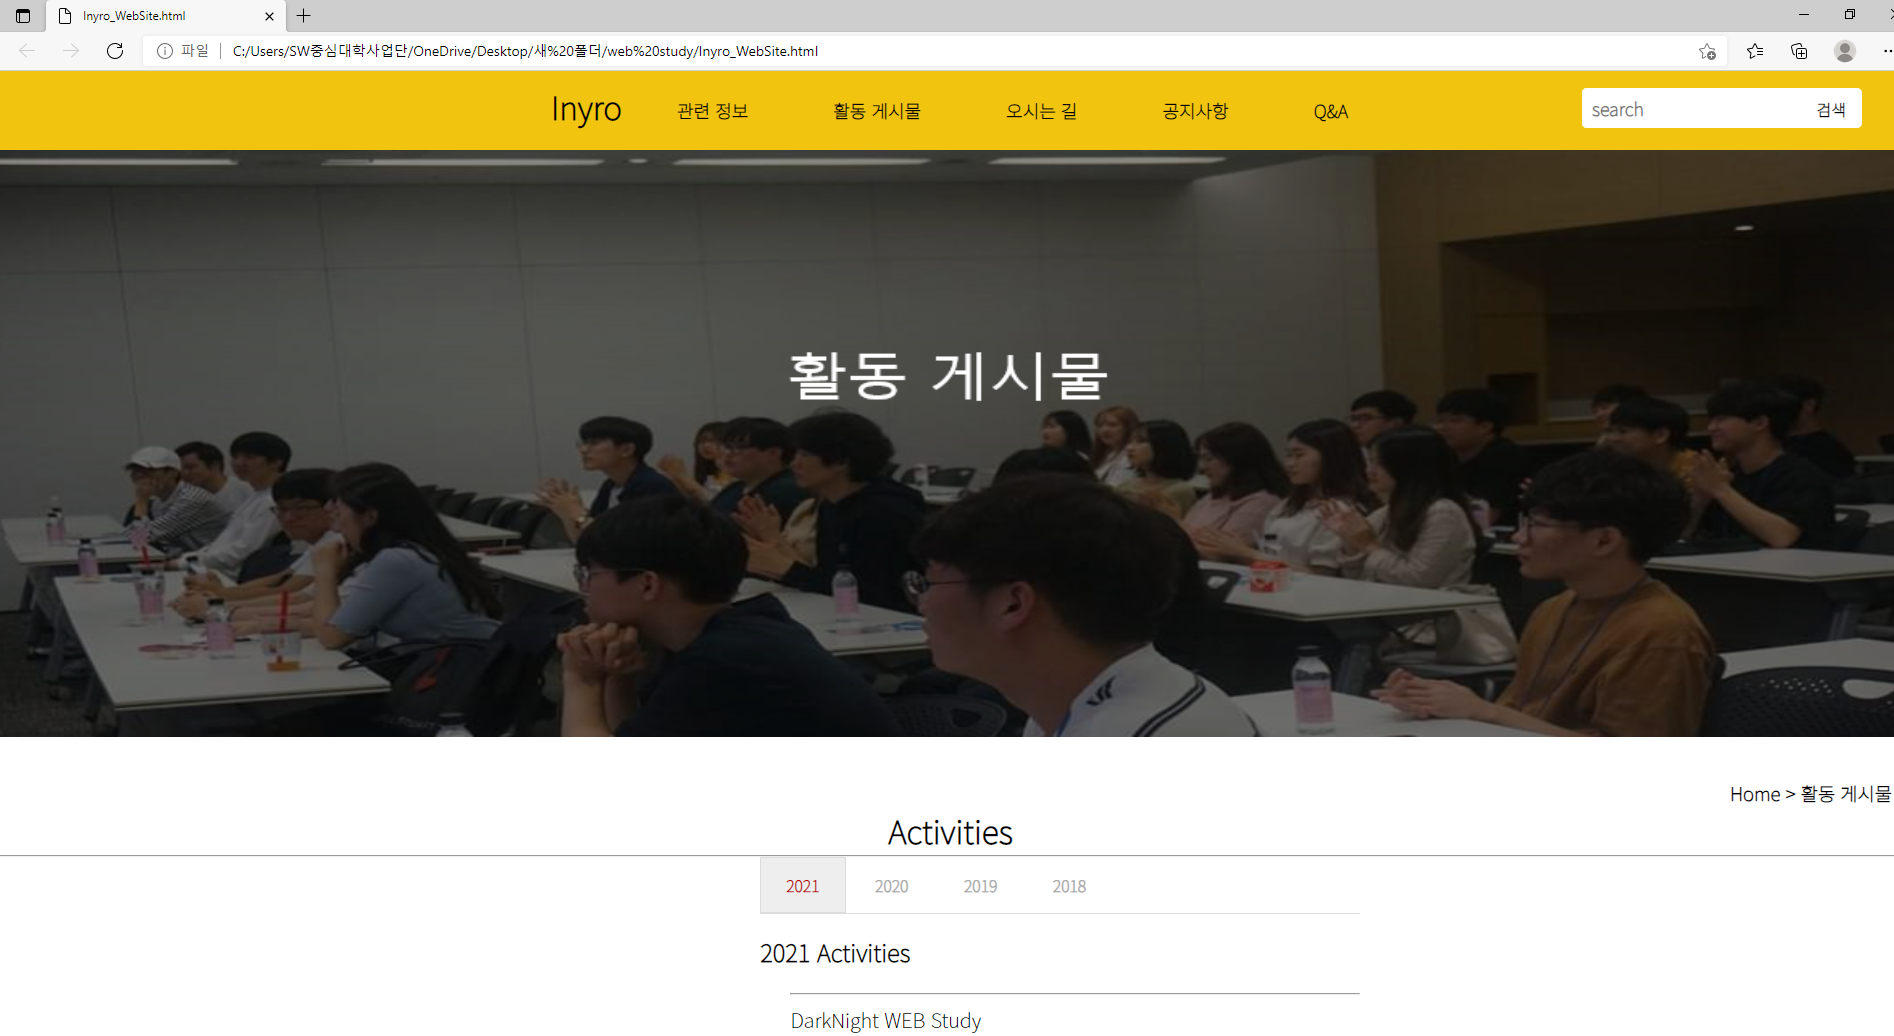 Inyro_WebSite.html
파일 C:/Users/SW중심대학사업단/OneDrive/Desktop/새%20폴더/web%20study/Inyro_WebSite.html
Inyro 관련 정보 활동 게시물 오시는 길 공지사항 Q&A search 검색
활동 게시물
Home > 활동 게시물
Activities
2021 2020 2019 2018
2021 Activities
DarkNight WEB Study